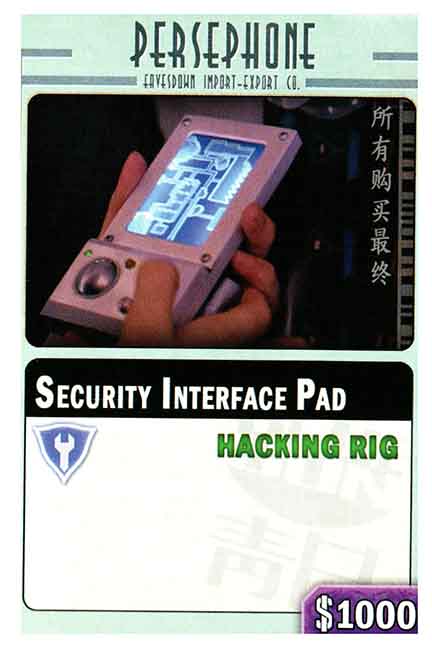 PERSEPHONE
EAVESDOWN IMPORT-EXPORT CO.
所有购买最终
SECURITY INTERFACE PAD
HACKING RIG
$1000